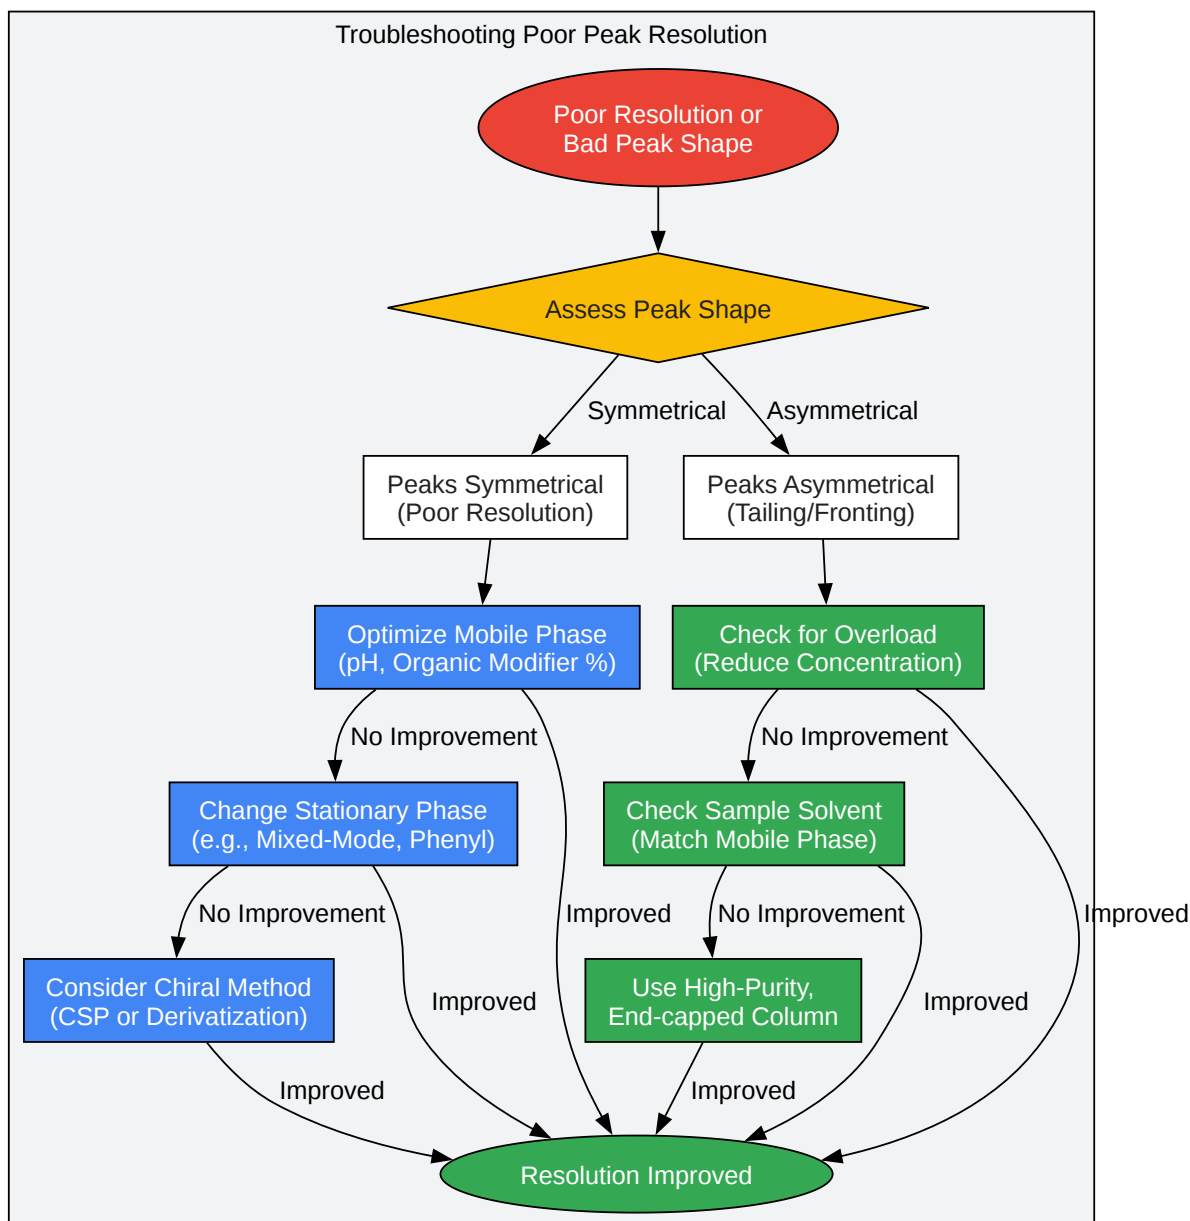 Troubleshooting Poor Peak Resolution
Poor Resolution or
Bad Peak Shape
Assess Peak Shape
Symmetrical
Asymmetrical
Peaks Symmetrical
(Poor Resolution)
Peaks Asymmetrical
(Tailing/Fronting)
Optimize Mobile Phase
(pH, Organic Modifier %)
Check for Overload
(Reduce Concentration)
No Improvement
No Improvement
Change Stationary Phase
(e.g., Mixed-Mode, Phenyl)
Check Sample Solvent
(Match Mobile Phase)
No Improvement
Improved
No Improvement
Improved
Consider Chiral Method
(CSP or Derivatization)
Improved
Use High-Purity,
End-capped Column
Improved
Improved
Improved
Resolution Improved